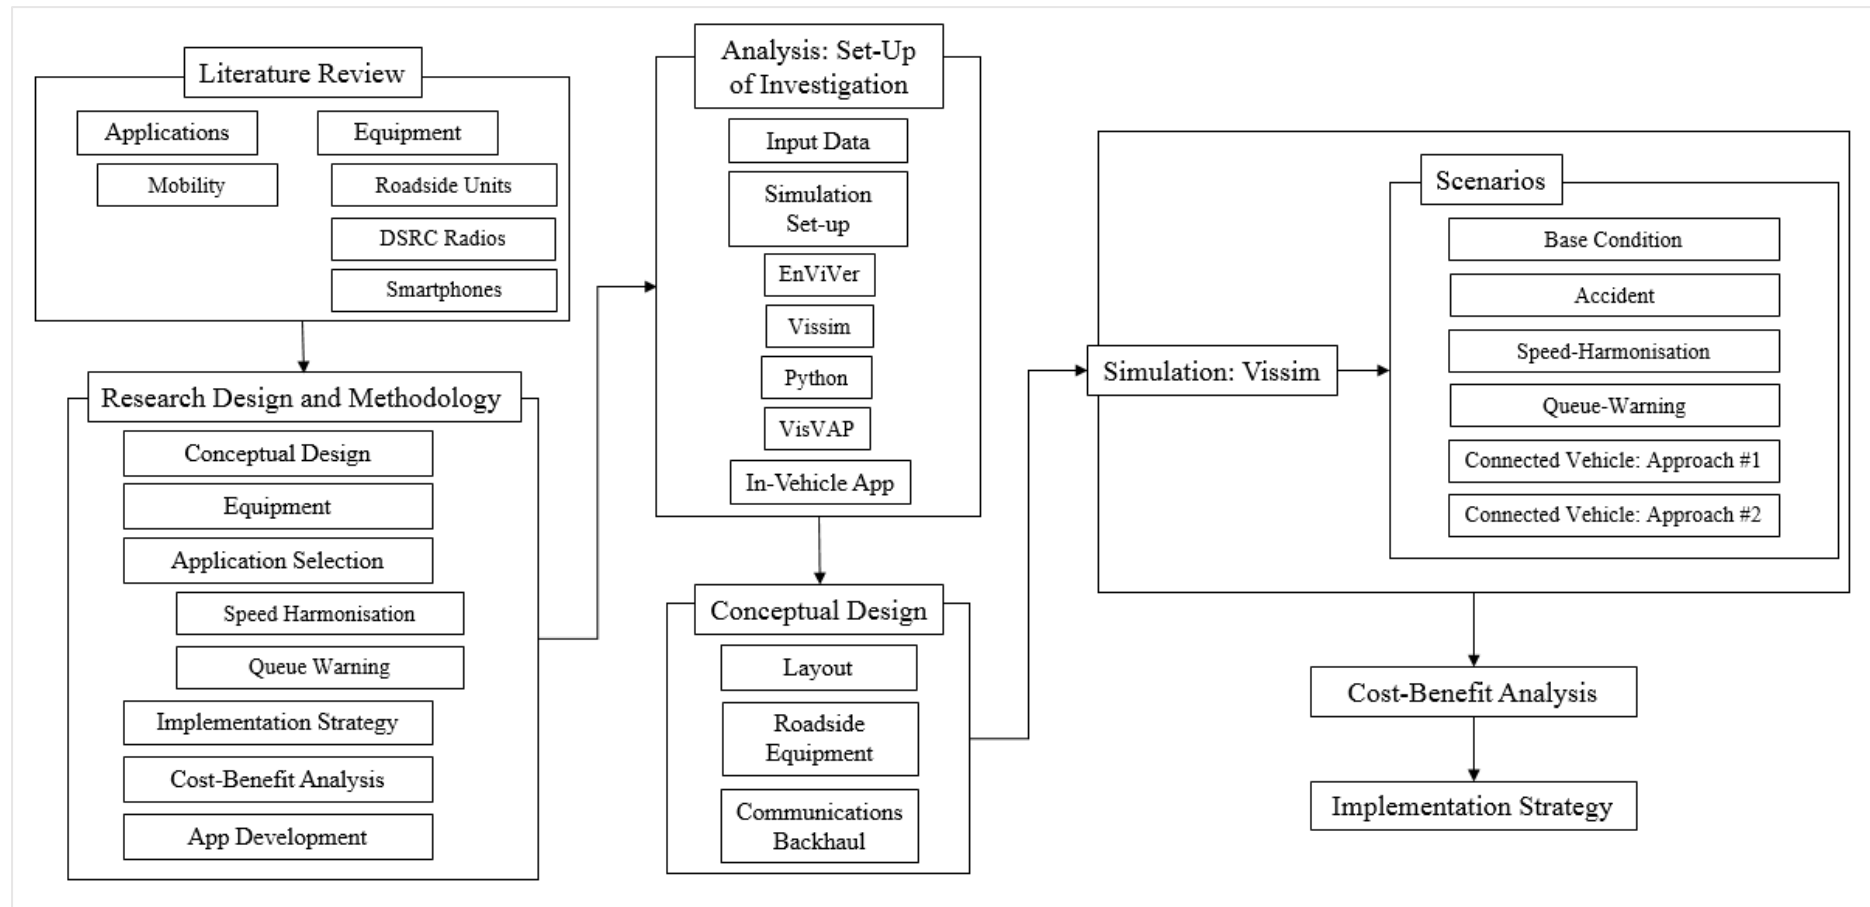 Literature Review
Applications
Mobility
Equipment
Roadside Units
DSRC Radios
Smartphones
Research Design and Methodology
Conceptual Design
Equipment
Application Selection
Speed Harmonisation
Queue Warning
Implementation Strategy
Cost-Benefit Analysis
App Development
Analysis: Set-Up
of Investigation
Input Data
Simulation
Set-up
EnViVer
Vissim
Python
VisVAP
In-Vehicle App
Conceptual Design
Layout
Roadside
Equipment
Communications
Backhaul
Simulation: Vissim
Scenarios
Base Condition
Accident
Speed-Harmonisation
Queue-Warning
Connected Vehicle: Approach #1
Connected Vehicle: Approach #2
Cost-Benefit Analysis
Implementation Strategy